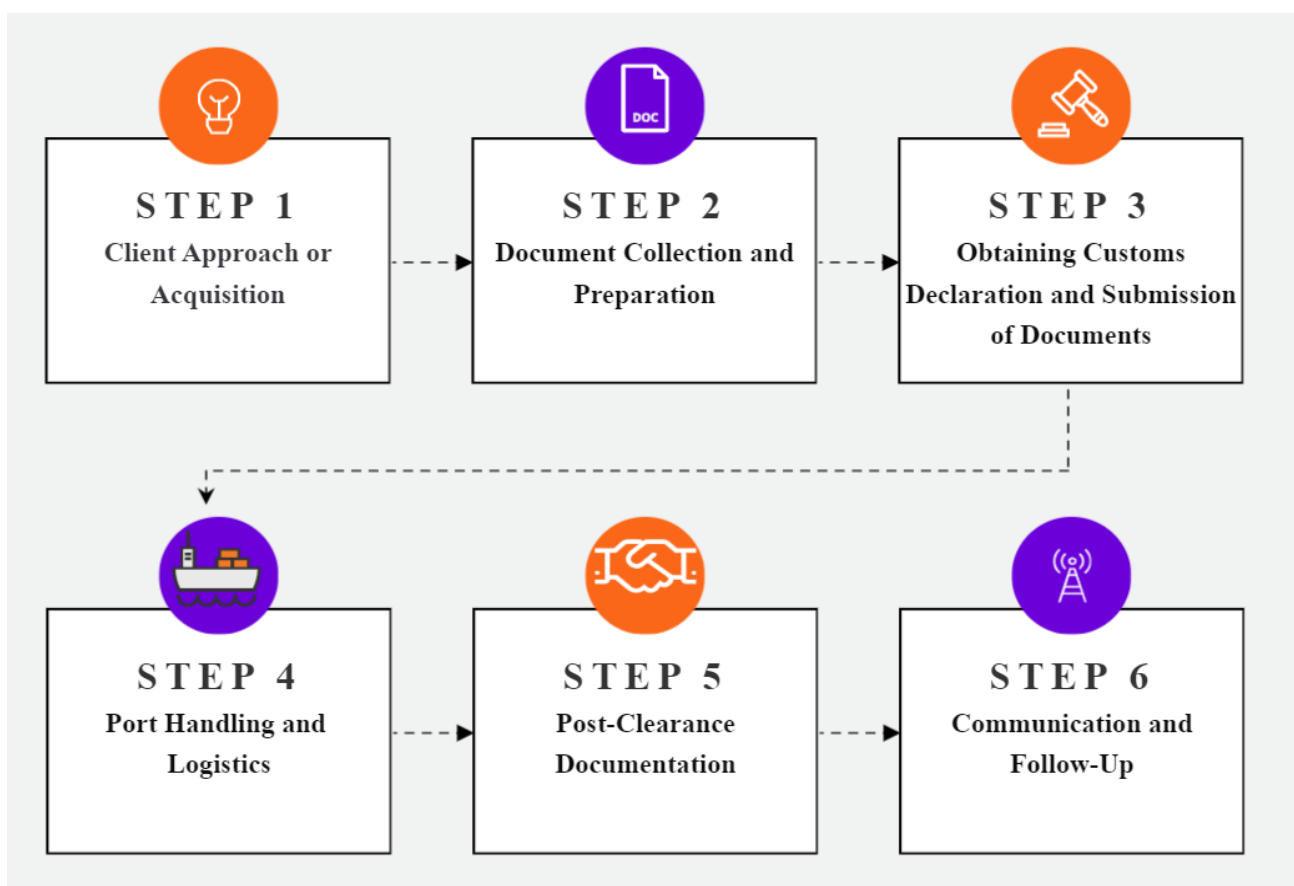 STEP 1
Client Approach or
Acquisition
DOC
STEP 2
Document Collection and
Preparation
STEP 3
Obtaining Customs
Declaration and Submission
of Documents
STEP 4
Port Handling and
Logistics
STEP 5
Post-Clearance
Documentation
STEP 6
Communication and
Follow-Up